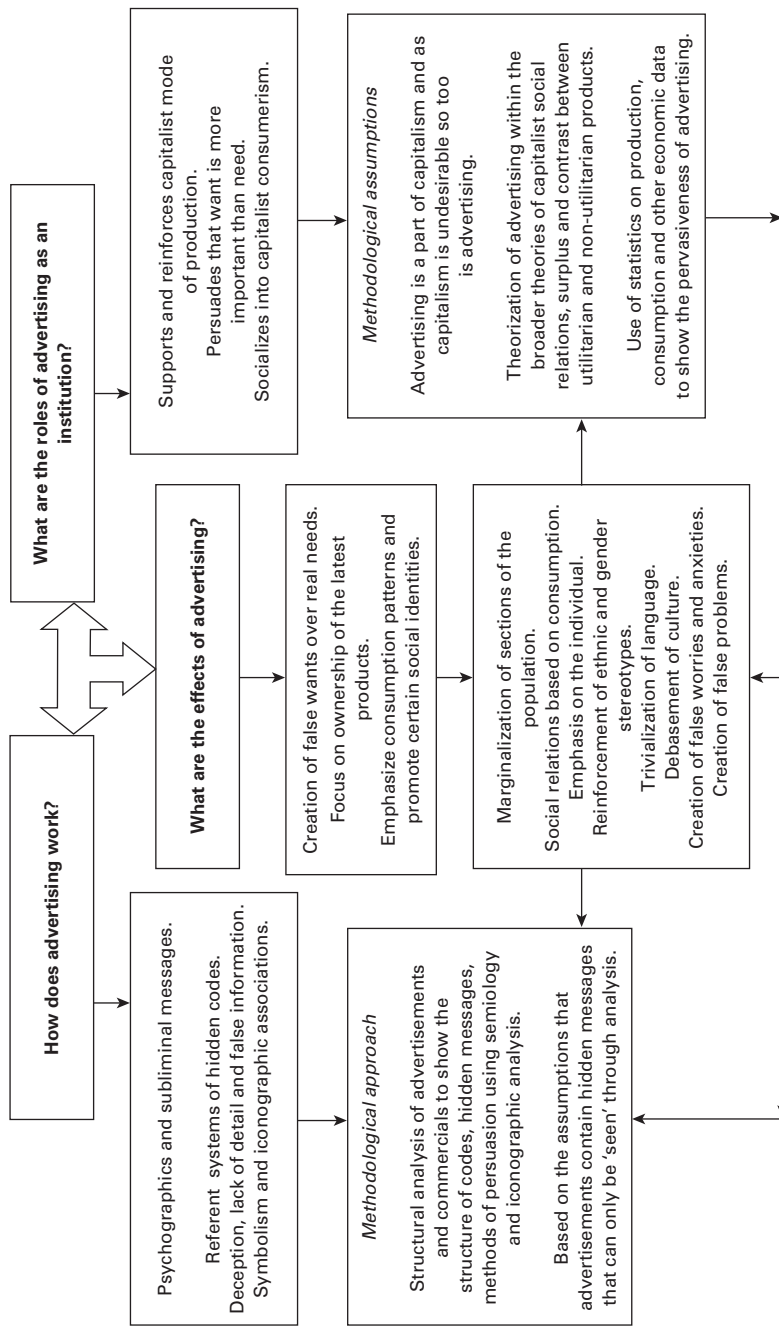 How does advertising work?
What are the roles of advertising as an
institution?
What are the effects of advertising?
Psychographics and subliminal messages.
Referent systems of hidden codes.
Deception, lack of detail and false information.
Symbolism and iconographic associations.
Creation of false wants over real needs.
Focus on ownership of the latest
products.
Emphasize consumption patterns and
promote certain social identities.
Supports and reinforces capitalist mode
of production.
Persuades that want is more
important than need.
Socializes into capitalist consumerism.
Methodological approach
Structural analysis of advertisements
and commercials to show the
structure of codes, hidden messages,
methods of persuasion using semiology
and iconographic analysis.
Based on the assumptions that
advertisements contain hidden messages
that can only be ‘seen’ through analysis.
Marginalization of sections of the
population.
Social relations based on consumption.
Emphasis on the individual.
Reinforcement of ethnic and gender
stereotypes.
Trivialization of language.
Debasement of culture.
Creation of false worries and anxieties.
Creation of false problems.
Methodological assumptions
Advertising is a part of capitalism and as
capitalism is undesirable so too
is advertising.
Theorization of advertising within the
broader theories of capitalist social
relations, surplus and contrast between
utilitarian and non-utilitarian products.
Use of statistics on production,
consumption and other economic data
to show the pervasiveness of advertising.